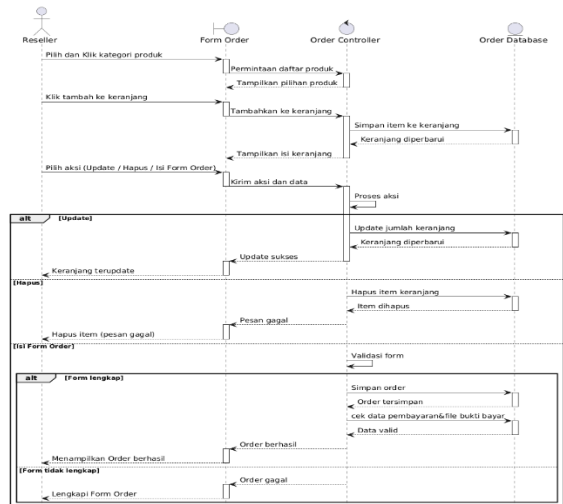 Reseller
Form Order
Order Controller
Order Database
Pilih dan Klik kategori produk
Permintaan daftar produk
Tampilkan pilihan produk
Klik tambah ke keranjang
Tambahkan ke keranjang
Simpan item ke keranjang
Keranjang diperbarui
Tampilkan isi keranjang
Pilih aksi (Update / Hapus / Isi Form Order)
Kirim aksi dan data
Proses aksi
alt [Update]
Update jumlah keranjang
Keranjang diperbarui
Update sukses
Keranjang terupdate
[Hapus]
Hapus item keranjang
Item dihapus
Pesan gagal
Hapus item (pesan gagal)
[Isi Form Order]
Validasi form
alt [Form lengkap]
Simpan order
Order tersimpan
cek data pembayaran&file bukti bayar
Data valid
Order berhasil
Menampilkan Order berhasil
[Form tidak lengkap]
Order gagal
Lengkapi Form Order